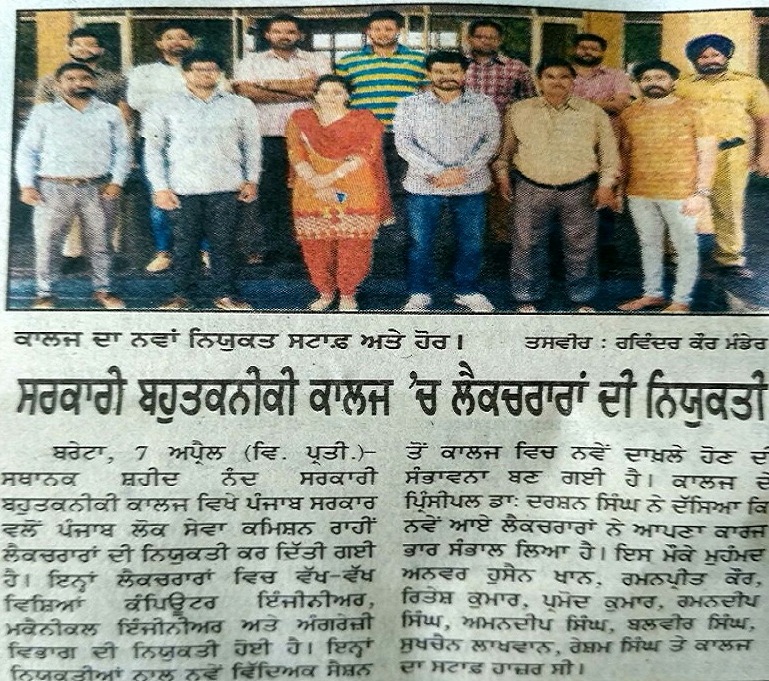 ਕਾਲਜ ਦਾ ਨਵਾਂ ਨਿਯੁਕਤ ਸਟਾਫ਼ ਅਤੇ ਹੋਰ। ਤਸਵੀਰ : ਰਵਿੰਦਰ ਕੌਰ ਮੰਡੇਰ
ਸਰਕਾਰੀ ਬਹੁਤਕਨੀਕੀ ਕਾਲਜ 'ਚ ਲੈਕਚਰਾਰਾਂ ਦੀ ਨਿਯੁਕਤੀ
ਬਰੇਟਾ, 7 ਅਪ੍ਰੈਲ (ਵਿ. ਪ੍ਰਤੀ.)-
ਸਥਾਨਕ ਸ਼ਹੀਦ ਨੰਦ ਸਰਕਾਰੀ
ਬਹੁਤਕਨੀਕੀ ਕਾਲਜ ਵਿਖੇ ਪੰਜਾਬ ਸਰਕਾਰ
ਵਲੋਂ ਪੰਜਾਬ ਲੋਕ ਸੇਵਾ ਕਮਿਸ਼ਨ ਰਾਹੀਂ
ਲੈਕਚਰਾਰਾਂ ਦੀ ਨਿਯੁਕਤੀ ਕਰ ਦਿੱਤੀ ਗਈ
ਹੈ। ਇਨ੍ਹਾਂ ਲੈਕਚਰਾਰਾਂ ਵਿਚ ਵੱਖ-ਵੱਖ
ਵਿਸ਼ਿਆਂ ਕੰਪਿਊਟਰ ਇੰਜੀਨੀਅਰ,
ਮਕੈਨੀਕਲ ਇੰਜੀਨੀਅਰ ਅਤੇ ਅੰਗਰੇਜ਼ੀ
ਵਿਭਾਗ ਦੀ ਨਿਯੁਕਤੀ ਹੋਈ ਹੈ। ਇਨ੍ਹਾਂ
ਨਿਯੁਕਤੀਆਂ ਨਾਲ ਨਵੇਂ ਵਿੱਦਿਅਕ ਸੈਸ਼ਨ
ਤੋਂ ਕਾਲਜ ਵਿਚ ਨਵੇਂ ਦਾਖ਼ਲੇ ਹੋਣ ਦੀ
ਸੰਭਾਵਨਾ ਬਣ ਗਈ ਹੈ। ਕਾਲਜ ਦੇ
ਪ੍ਰਿੰਸੀਪਲ ਡਾ: ਦਰਸ਼ਨ ਸਿੰਘ ਨੇ ਦੱਸਿਆ ਕਿ
ਨਵੇਂ ਆਏ ਲੈਕਚਰਾਰਾਂ ਨੇ ਆਪਣਾ ਕਾਰਜ
ਭਾਰ ਸੰਭਾਲ ਲਿਆ ਹੈ। ਇਸ ਮੌਕੇ ਮੁਹੰਮਦ
ਅਨਵਰ ਹੁਸੈਨ ਖਾਨ, ਰਮਨਪ੍ਰੀਤ ਕੌਰ,
ਰਿਤੇਸ਼ ਕੁਮਾਰ, ਪ੍ਰਮੋਦ ਕੁਮਾਰ, ਰਮਨਦੀਪ
ਸਿੰਘ, ਅਮਨਦੀਪ ਸਿੰਘ, ਬਲਵੀਰ ਸਿੰਘ,
ਸੁਖਚੈਨ ਲਾਖਵਾਨ, ਰੇਸ਼ਮ ਸਿੰਘ ਤੇ ਕਾਲਜ
ਦਾ ਸਟਾਫ਼ ਹਾਜ਼ਰ ਸੀ।